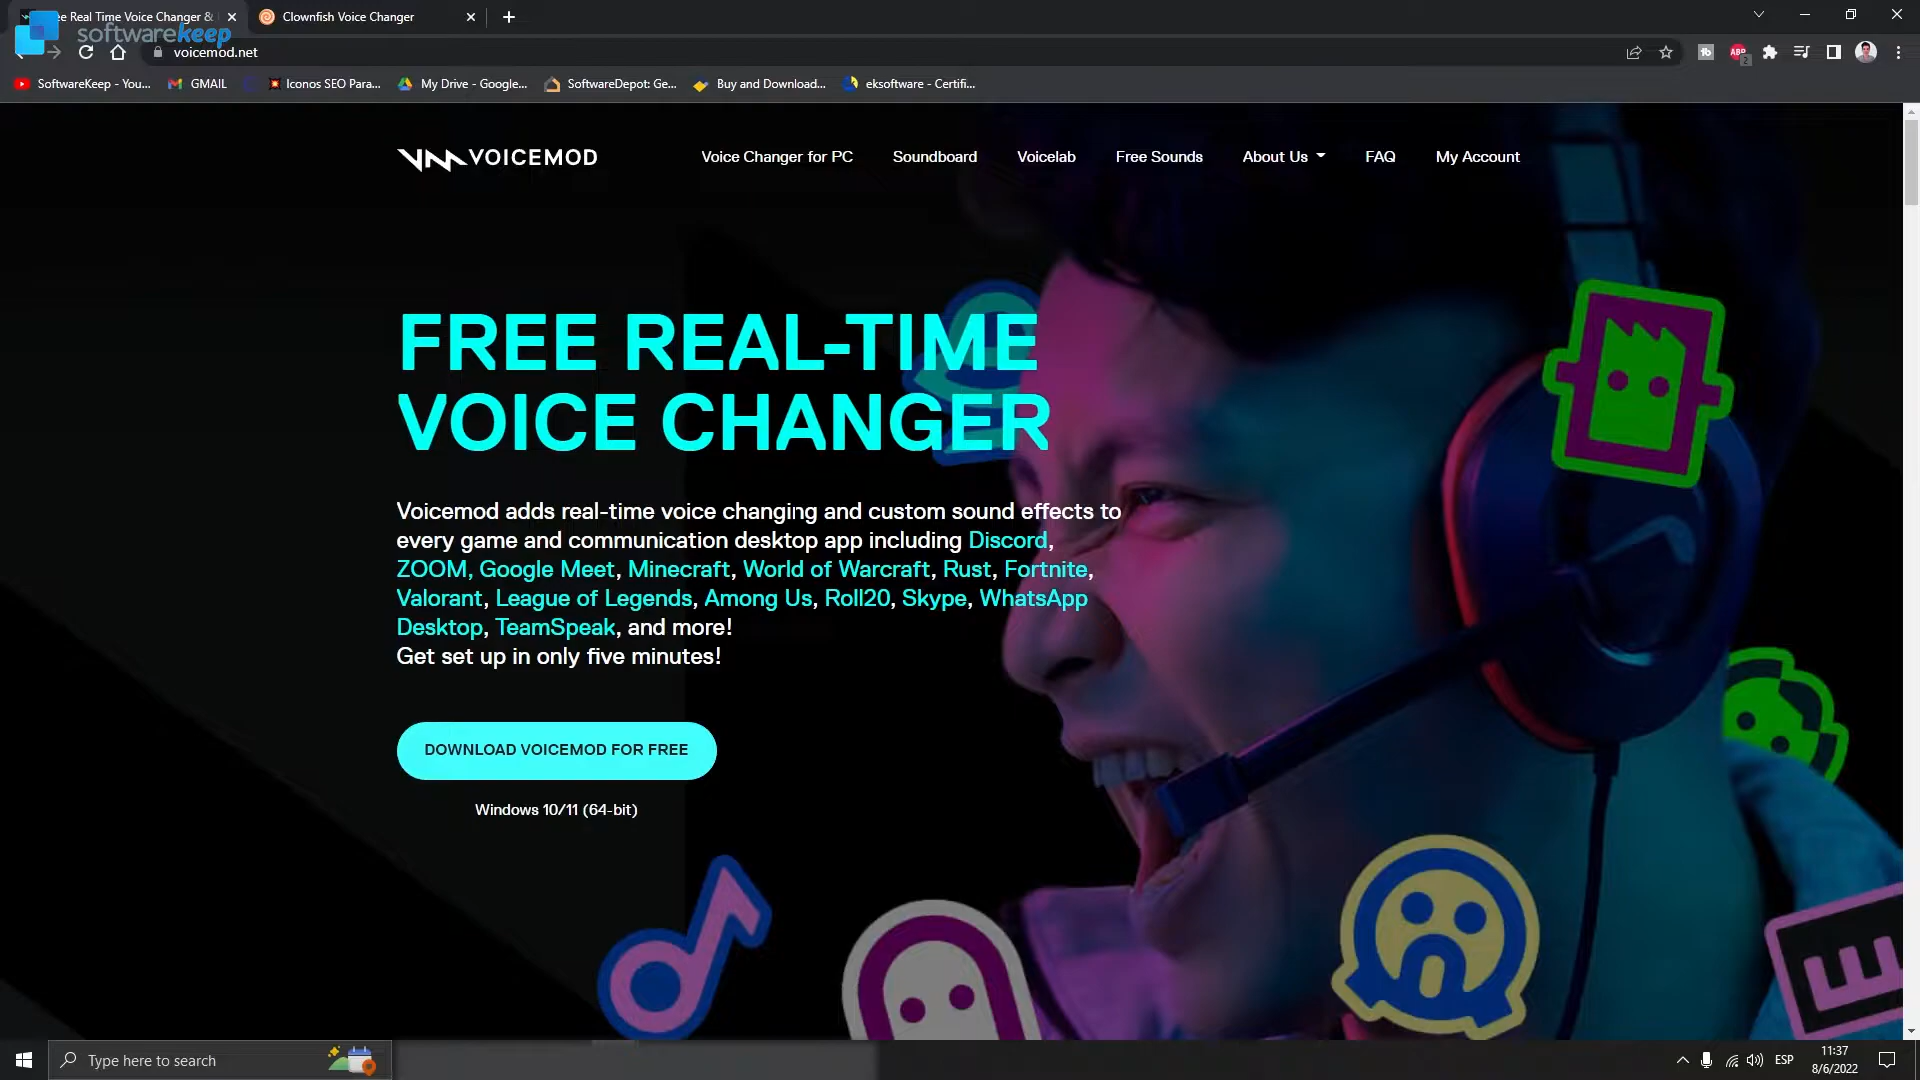 ee Real Time Voice Changer &
Clownfish Voice Changer
softwarekeep
voicemod.net
ABP
2
SoftwareKeep - You...
GMAIL
Iconos SEO Para...
My Drive - Google...
SoftwareDepot: Ge...
Buy and Download...
eksoftware - Certifi...
VOICEMOD
Voice Changer for PC
Soundboard
Voicelab
Free Sounds
About Us
FAQ
My Account
FREE REAL-TIME
VOICE CHANGER
Voicemod adds real-time voice changing and custom sound effects to
every game and communication desktop app including Discord,
ZOOM, Google Meet, Minecraft, World of Warcraft, Rust, Fortnite,
Valorant, League of Legends, Among Us, Roll20, Skype, WhatsApp
Desktop, TeamSpeak, and more!
Get set up in only five minutes!
DOWNLOAD VOICEMOD FOR FREE
Windows 10/11 (64-bit)
Type here to search
ESP
11:37
8/6/2022